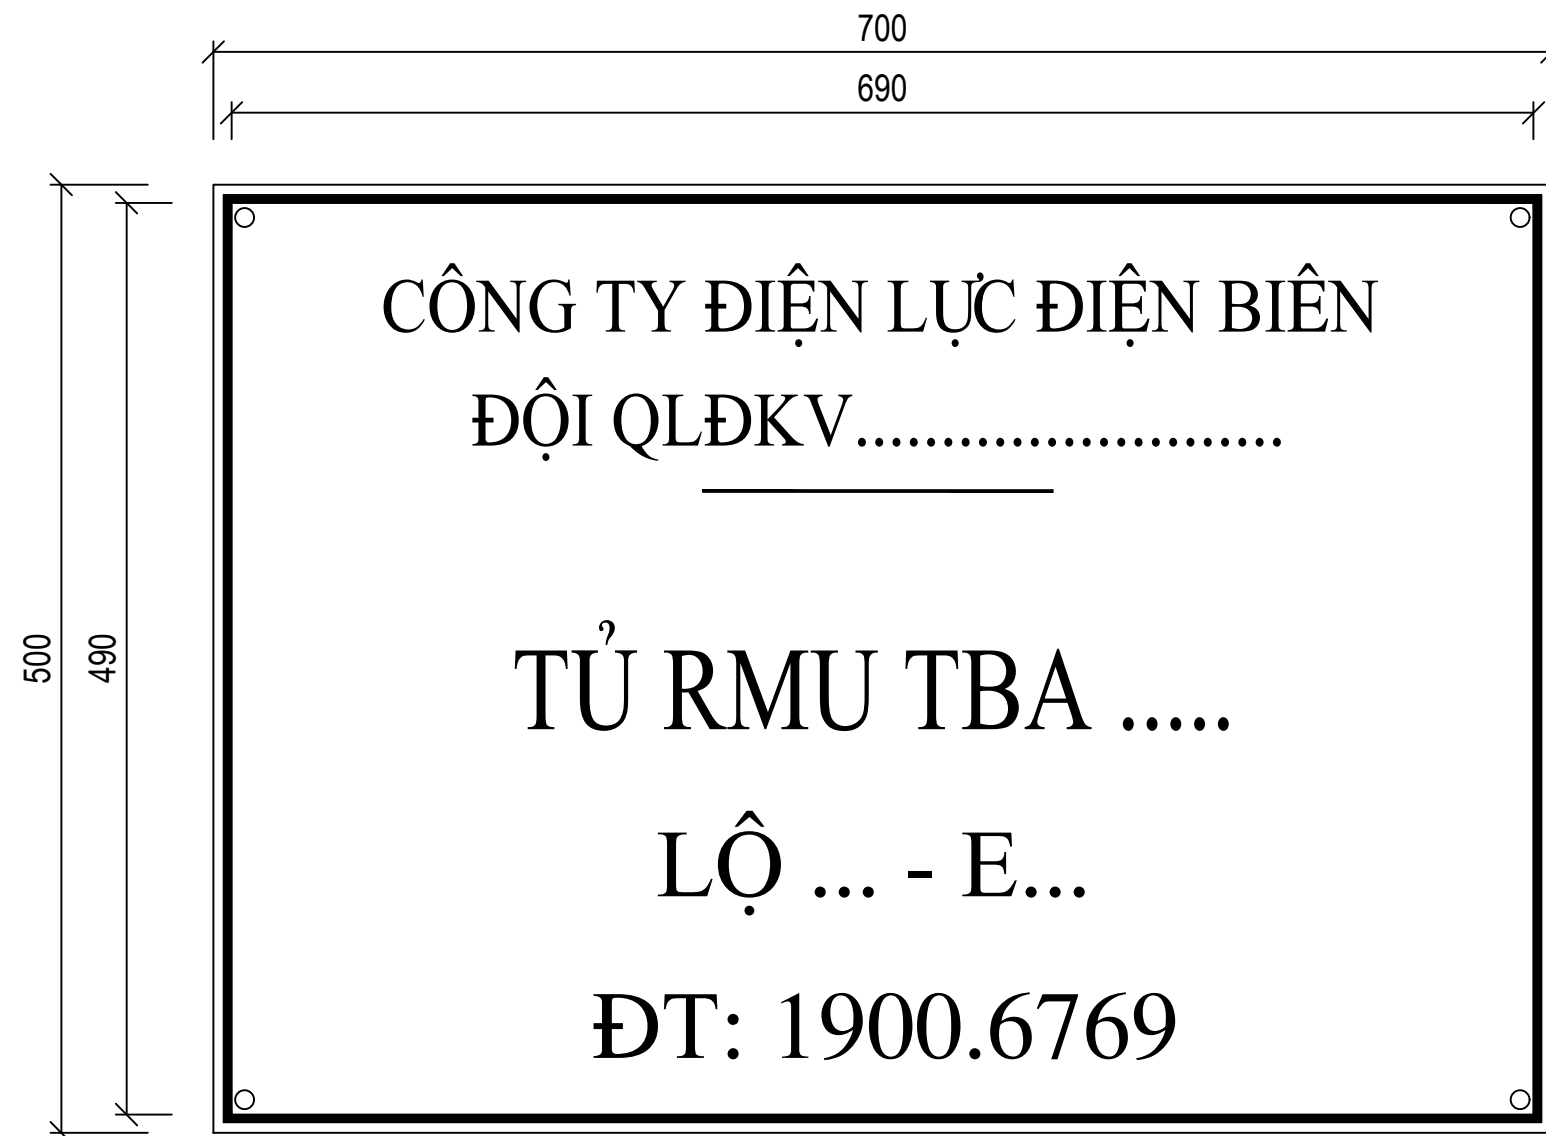 700
690
500
490
CÔNG TY ĐIỆN LỰC ĐIỆN BIÊN
ĐỘI QLĐKV........................
TỦ RMU TBA .....
LỘ ... - E...
ĐT: 1900.6769